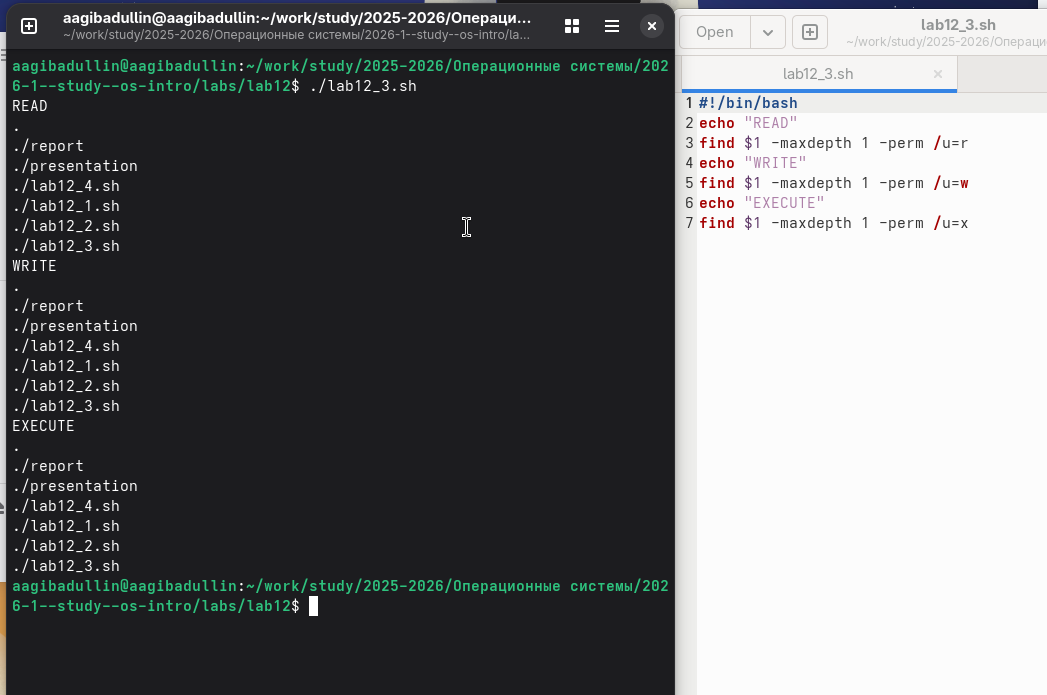 aagibadullin@aagibadullin:~/work/study/2025-2026/Операци...
~/work/study/2025-2026/Операционные системы/2026-1--study--os-intro/la...
aagibadullin@aagibadullin:~/work/study/2025-2026/Операционные системы/202
6-1--study--os-intro/labs/lab12$ ./lab12_3.sh
READ
.
./report
./presentation
./lab12_4.sh
./lab12_1.sh
./lab12_2.sh
./lab12_3.sh
WRITE
.
./report
./presentation
./lab12_4.sh
./lab12_1.sh
./lab12_2.sh
./lab12_3.sh
EXECUTE
.
./report
./presentation
./lab12_4.sh
./lab12_1.sh
./lab12_2.sh
./lab12_3.sh
aagibadullin@aagibadullin:~/work/study/2025-2026/Операционные системы/202
6-1--study--os-intro/labs/lab12$
Open
lab12_3.sh
~/work/study/2025-2026/Операци
lab12_3.sh ×
1 #!/bin/bash
2 echo "READ"
3 find $1 -maxdepth 1 -perm /u=r
4 echo "WRITE"
5 find $1 -maxdepth 1 -perm /u=w
6 echo "EXECUTE"
7 find $1 -maxdepth 1 -perm /u=x